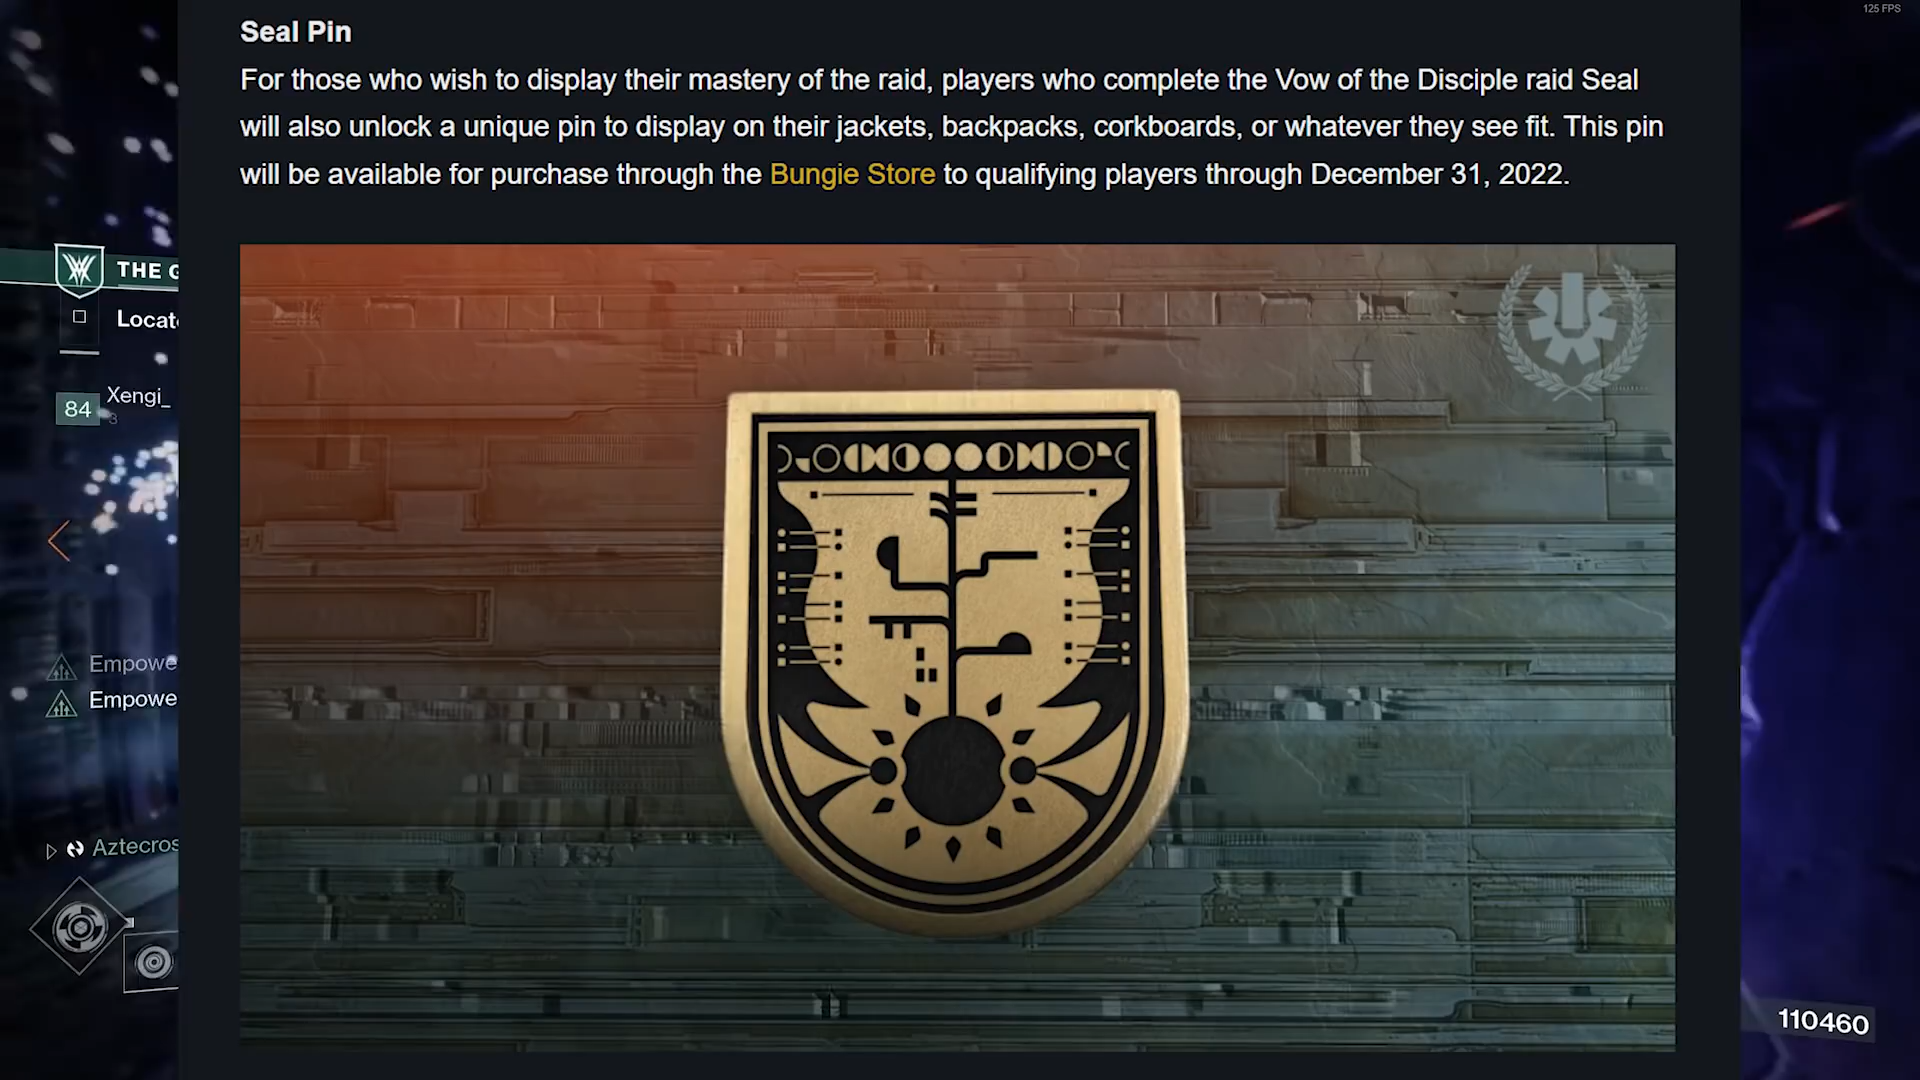 125 FPS
Seal Pin
For those who wish to display their mastery of the raid, players who complete the Vow of the Disciple raid Seal
will also unlock a unique pin to display on their jackets, backpacks, corkboards, or whatever they see fit. This pin
will be available for purchase through the Bungie Store to qualifying players through December 31, 2022.
THE G
Locat
84
Xengi_
3
Empowe
Empowe
Aztecros
110460